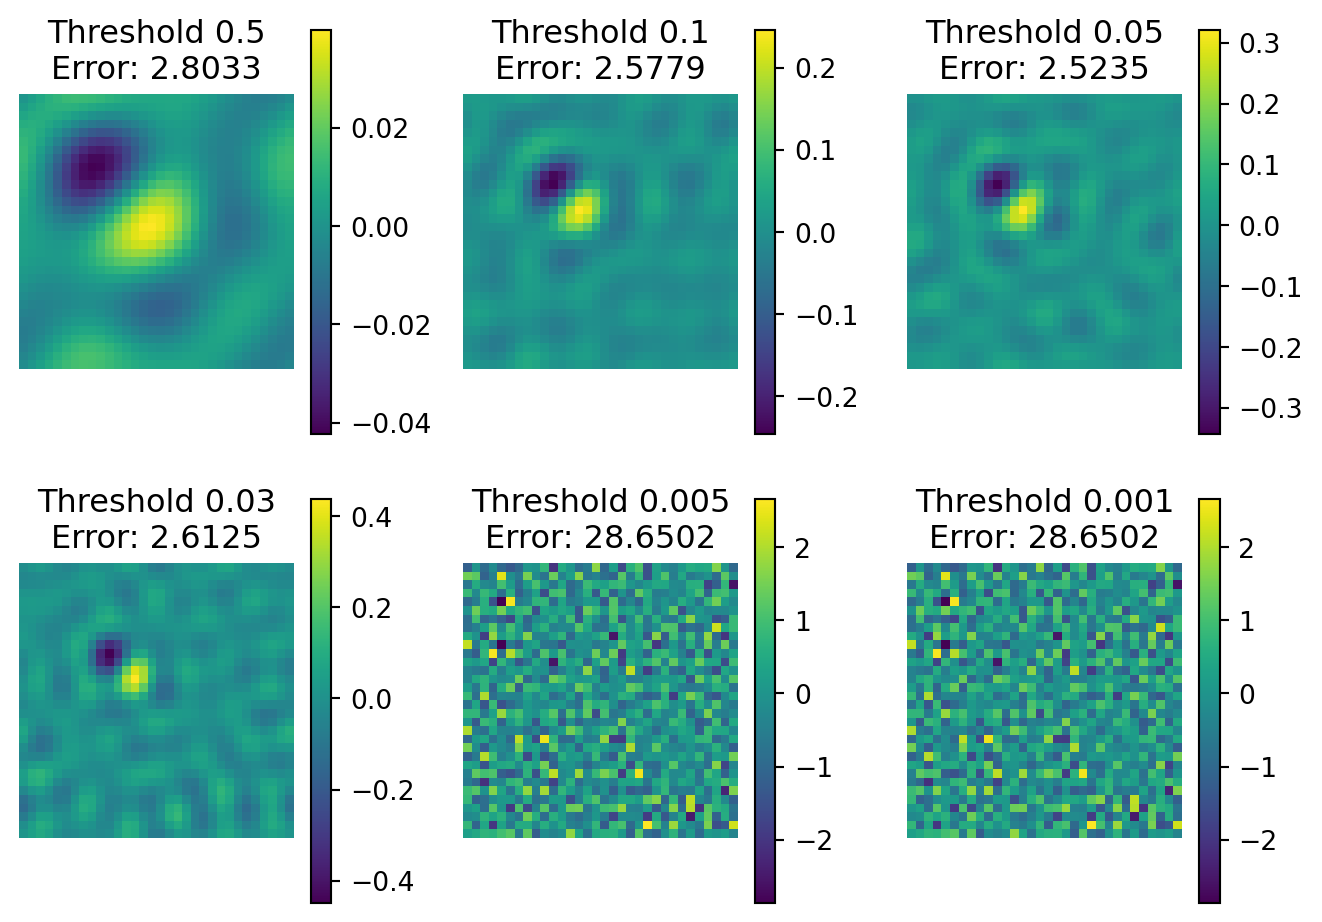 Threshold 0.5
Error: 2.8033
0.02
0.00
−0.02
−0.04
Threshold 0.1
Error: 2.5779
0.2
0.1
0.0
−0.1
−0.2
Threshold 0.05
Error: 2.5235
0.3
0.2
0.1
0.0
−0.1
−0.2
−0.3
Threshold 0.03
Error: 2.6125
0.4
0.2
0.0
−0.2
−0.4
Threshold 0.005
Error: 28.6502
2
1
0
−1
−2
Threshold 0.001
Error: 28.6502
2
1
0
−1
−2